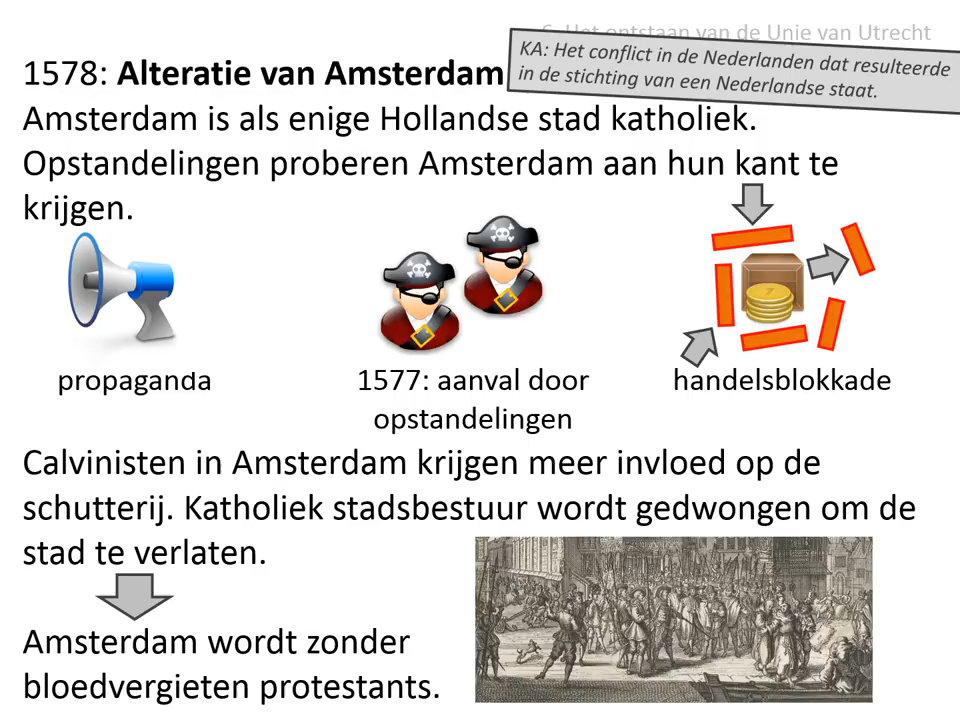 6. Het ontstaan van de Unie van Utrecht
KA: Het conflict in de Nederlanden dat resulteerde
in de stichting van een Nederlandse staat.
1578: Alteratie van Amsterdam
Amsterdam is als enige Hollandse stad katholiek.
Opstandelingen proberen Amsterdam aan hun kant te
krijgen.
propaganda
1577: aanval door
opstandelingen
handelsblokkade
Calvinisten in Amsterdam krijgen meer invloed op de
schutterij. Katholiek stadsbestuur wordt gedwongen om de
stad te verlaten.
Amsterdam wordt zonder
bloedvergieten protestants.